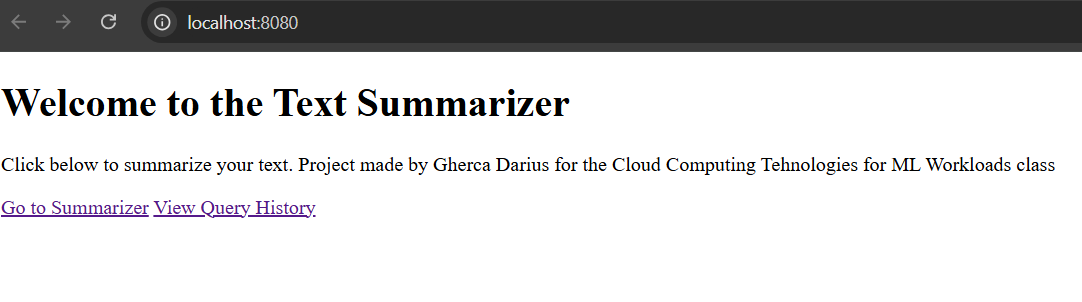 localhost:8080
Welcome to the Text Summarizer
Click below to summarize your text. Project made by Gherca Darius for the Cloud Computing Tehnologies for ML Workloads class
Go to Summarizer View Query History